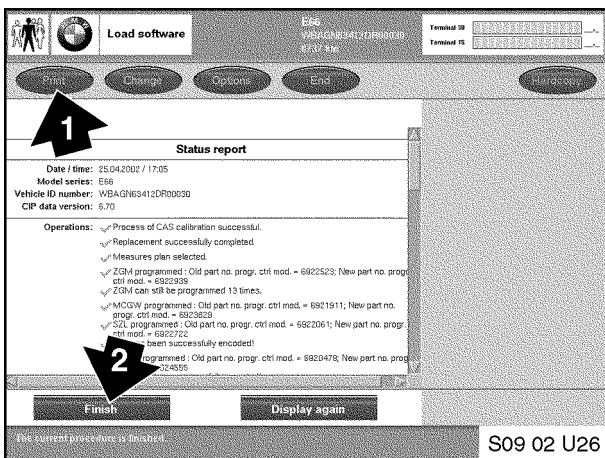 Load software
E66
WBAGN63412DR00030
6737 km
Terminal 30
Terminal 15
Print
Change
Options
End
Hardcopy
1
Status report
Date / time: 25.04.2002 / 17:05
Model series: E66
Vehicle ID number: WBAGN63412DR00030
CIP data version: 6.70
Operations: Process of CAS calibration successful.
Replacement successfully completed.
Measures plan selected.
ZGM programmed : Old part no. progr. ctrl mod. = 6922523; New part no. progr
ctrl mod. = 6922939
ZGM can still be programmed 13 times.
MCGW programmed : Old part no. progr. ctrl mod. = 6921911; New part no.
progr. ctrl mod. = 6923829
SZL programmed : Old part no. progr. ctrl mod. = 6922061; New part no. progr.
ctrl mod. = 6922722
been successfully encoded!
2
programmed : Old part no. progr. ctrl mod. = 6920478; New part no. prog
Finish
Display again
The current procedure is finished.
S09 02 U26